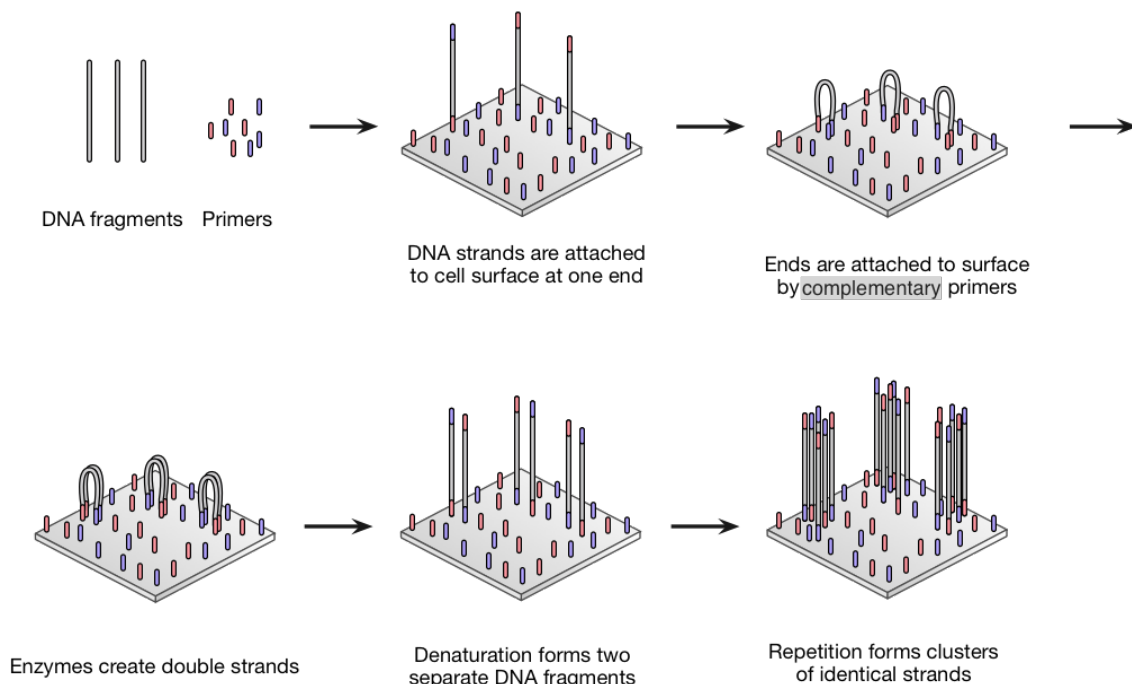 DNA fragments
Primers
DNA strands are attached
to cell surface at one end
Ends are attached to surface
by complementary primers
Enzymes create double strands
Denaturation forms two
separate DNA fragments
Repetition forms clusters
of identical strands